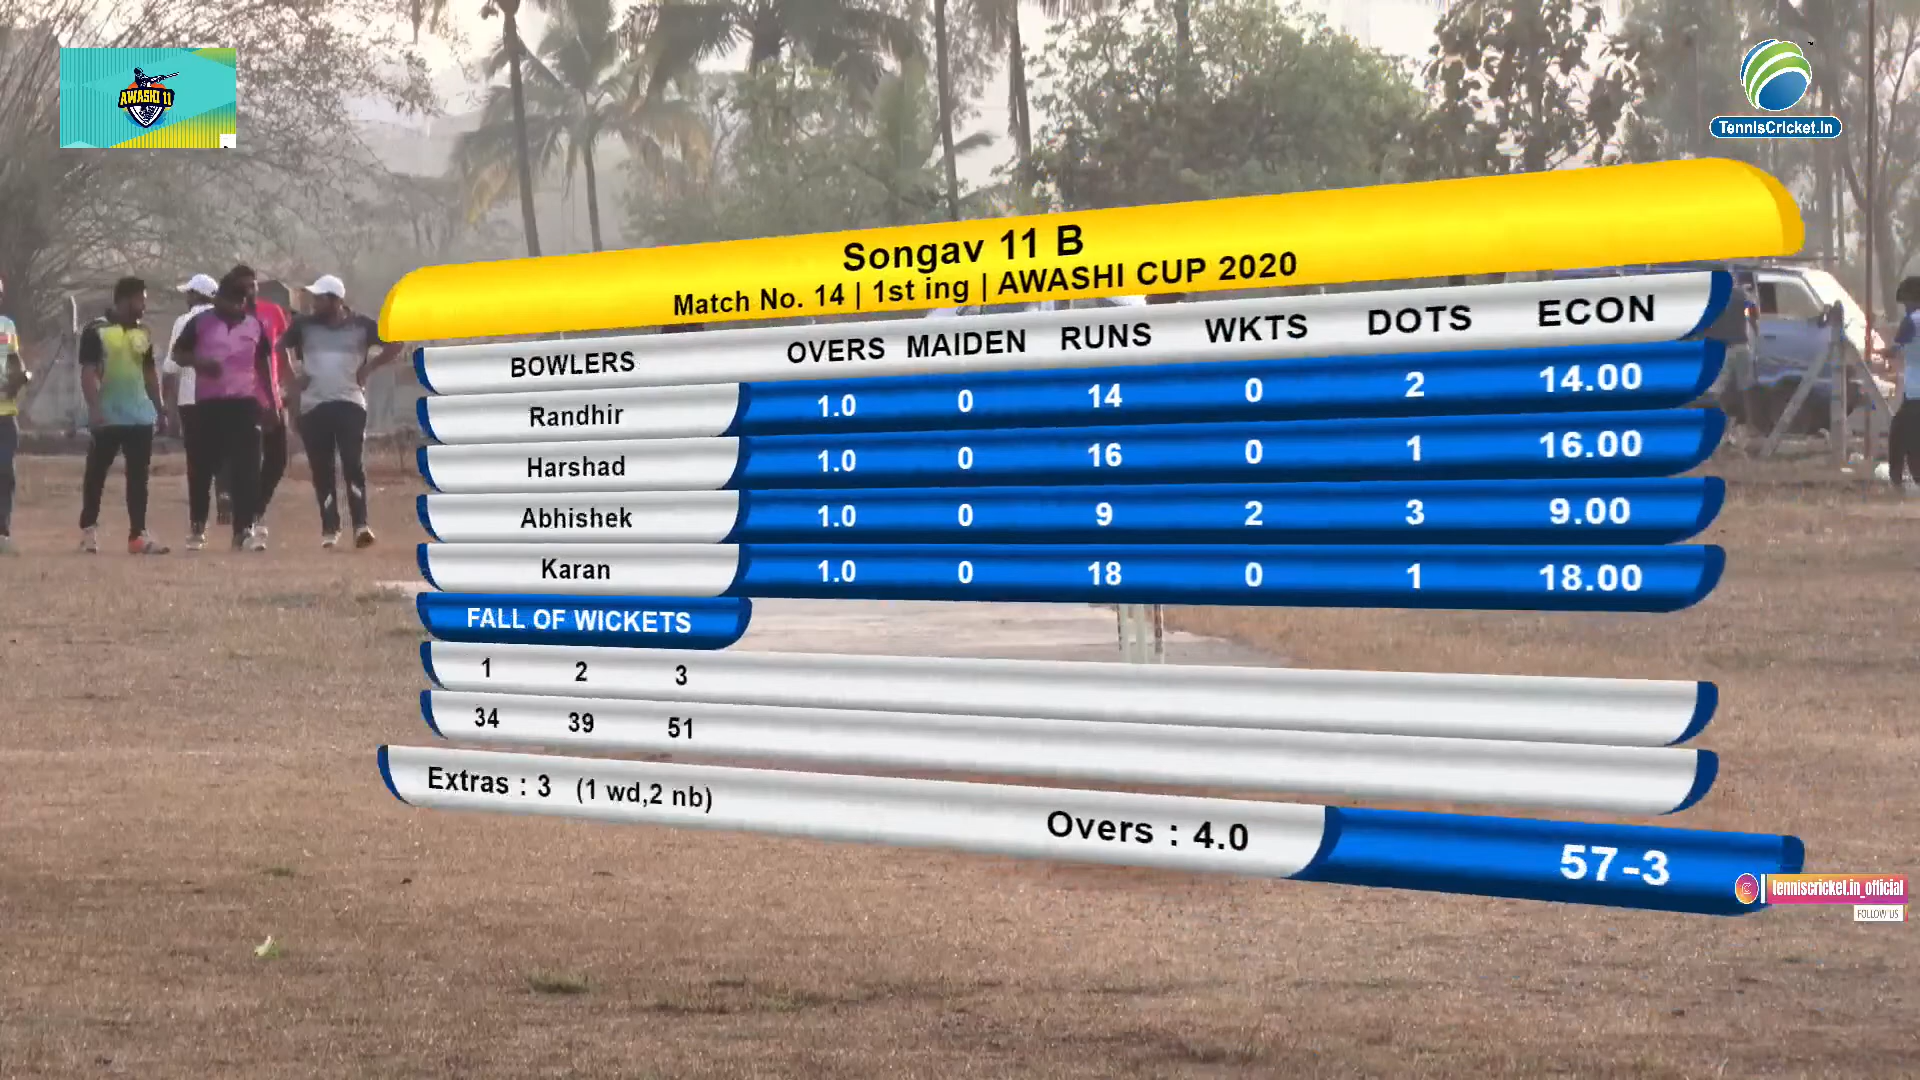 AWASHI 11
TennisCricket.In
Songav 11 B
Match No. 14 | 1st ing | AWASHI CUP 2020
BOWLERS OVERS MAIDEN RUNS WKTS DOTS ECON
Randhir 1.0 0 14 0 2 14.00
Harshad 1.0 0 16 0 1 16.00
Abhishek 1.0 0 9 2 3 9.00
Karan 1.0 0 18 0 1 18.00
FALL OF WICKETS
1 2 3
34 39 51
Extras : 3 (1 wd,2 nb) Overs : 4.0 57-3
tenniscricket.in_official
FOLLOW US